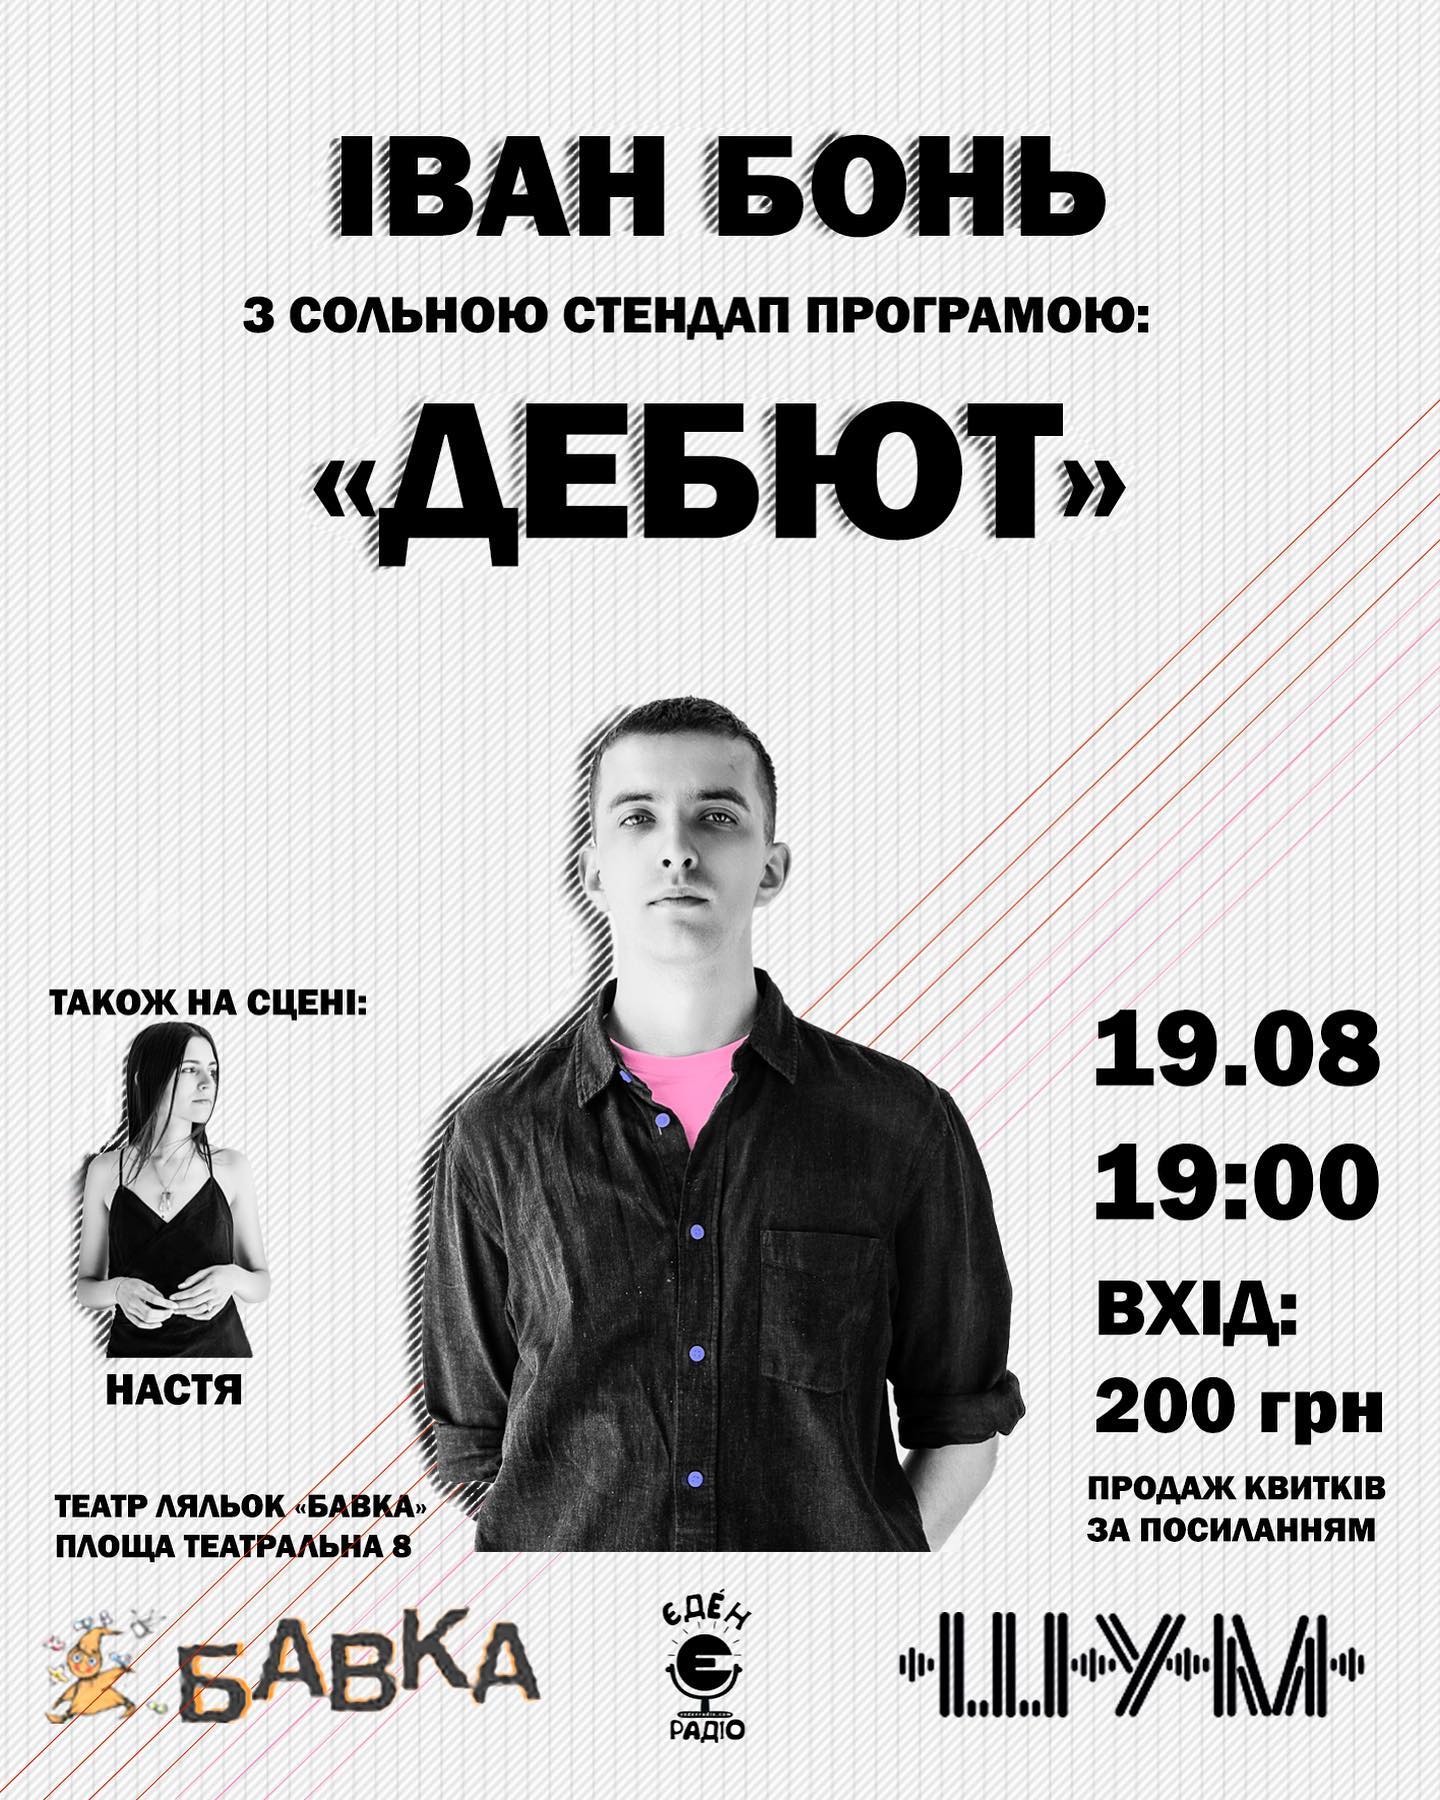 ІВАН БОНЬ
З СОЛЬНОЮ СТЕНДАП ПРОГРАМОЮ:
«ДЕБЮТ»
ТАКОЖ НА СЦЕНІ:
НАСТЯ
19.08
19:00
ВХІД:
200 грн
ПРОДАЖ КВИТКІВ
ЗА ПОСИЛАННЯМ
ТЕАТР ЛЯЛЬОК «БАВКА»
ПЛОЩА ТЕАТРАЛЬНА 8
БАВКА
ЄДЕ́Н
Є
РАДІО
ШУМ